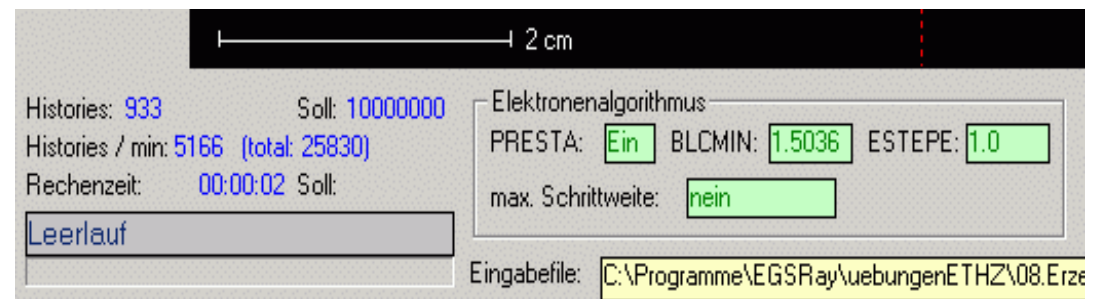 2 cm
Histories: 933 Soll: 10000000
Histories / min: 5166 (total: 25830)
Rechenzeit: 00:00:02 Soll:
Leerlauf
Elektronenalgorithmus
PRESTA: Ein BLCMIN: 1.5036 ESTEPE: 1.0
max. Schrittweite: nein
Eingabefile: C:\Programme\EGSRay\uebungenETHZ\08.Erze